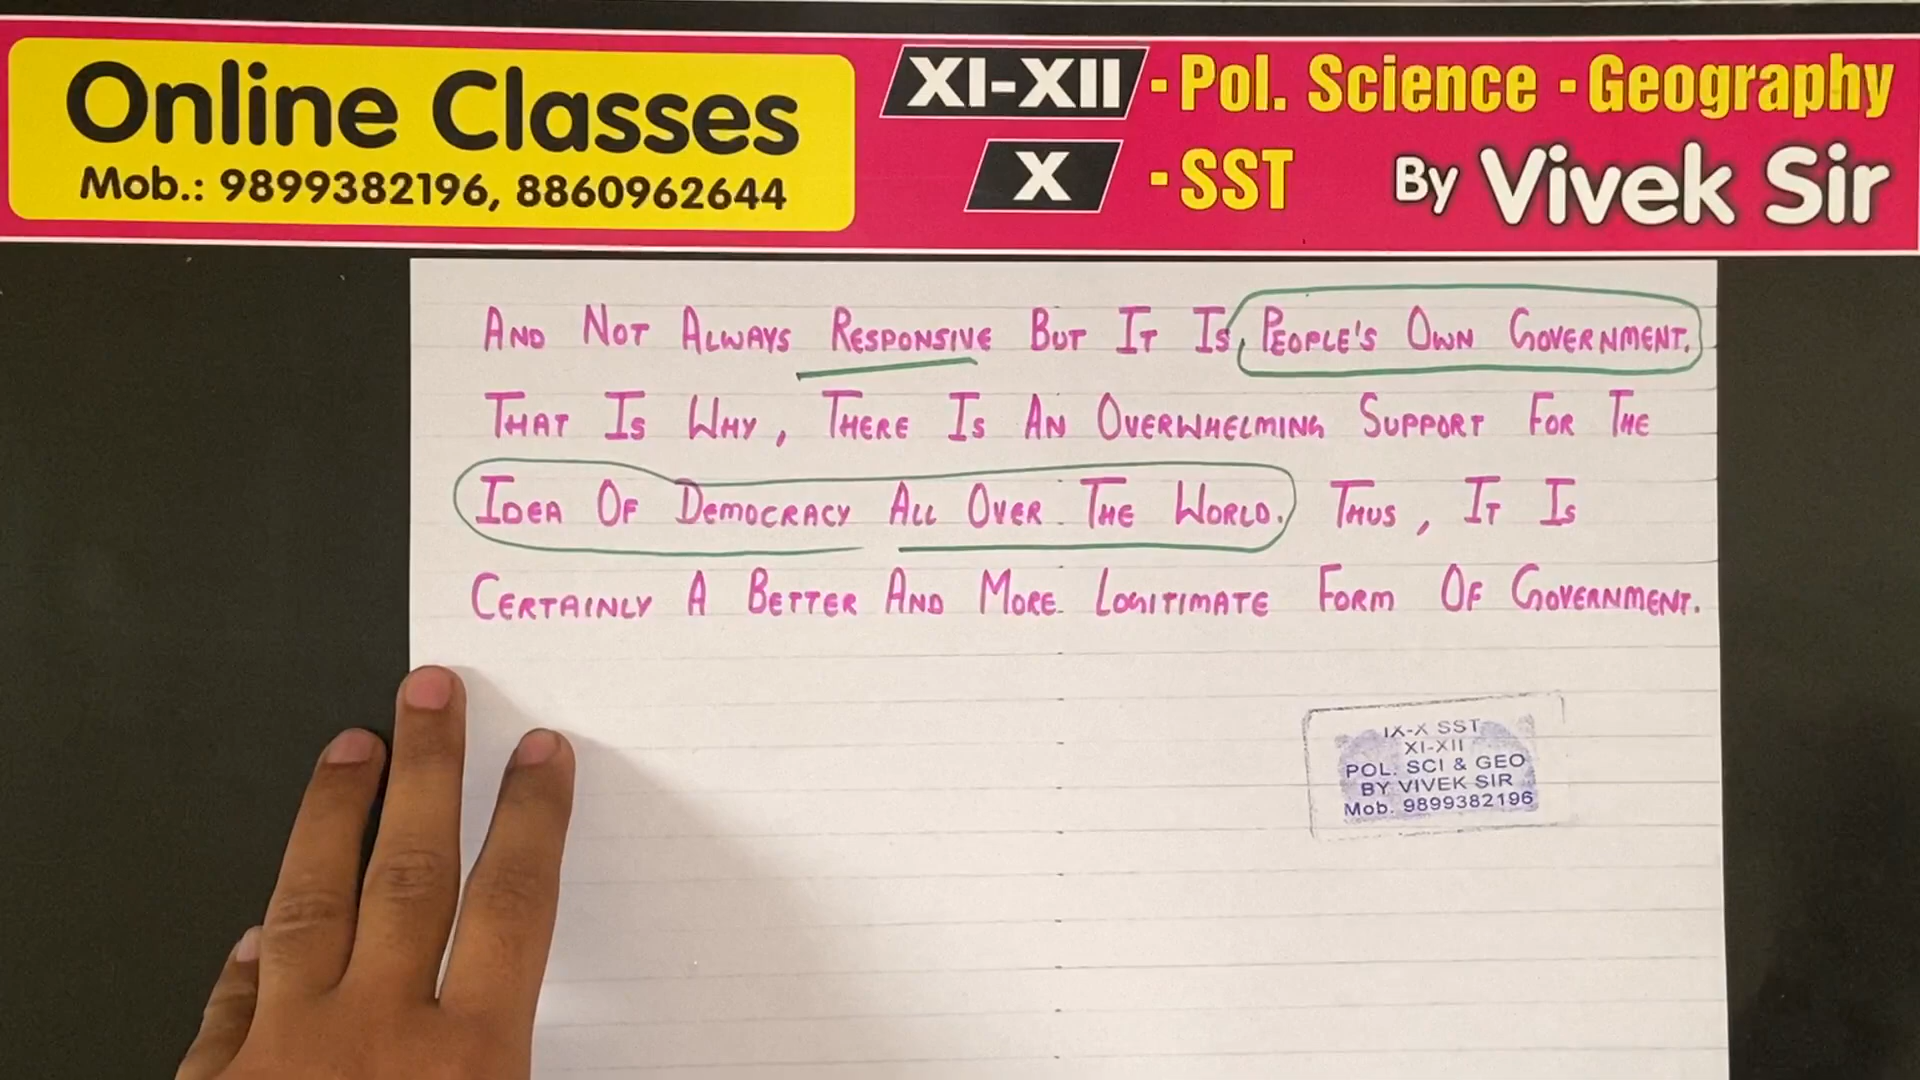 Online Classes
Mob.: 9899382196, 8860962644
XI-XII - Pol. Science - Geography
X - SST By Vivek Sir
AND NOT ALWAYS RESPONSIVE BUT IT IS PEOPLE'S OWN GOVERNMENT.
THAT IS WHY, THERE IS AN OVERWHELMING SUPPORT FOR THE
IDEA OF DEMOCRACY ALL OVER THE WORLD. THUS, IT IS
CERTAINLY A BETTER AND MORE LOGITIMATE FORM OF GOVERNMENT.
IX-X SST
XI-XII
POL. SCI & GEO
BY VIVEK SIR
Mob. 9899382196